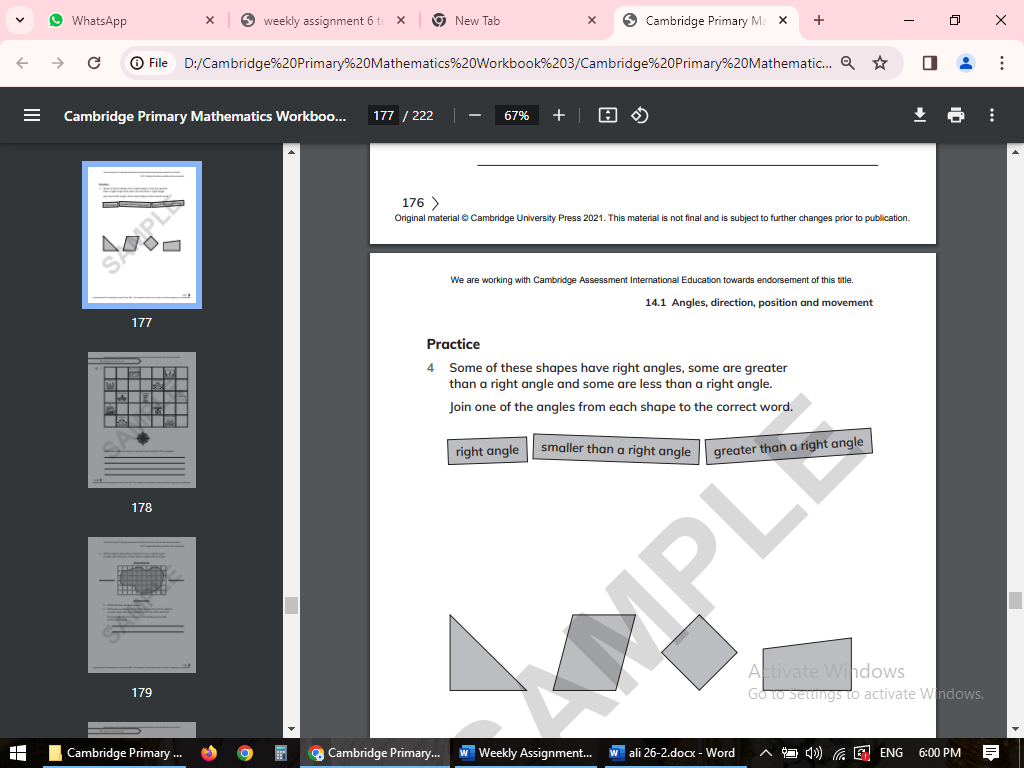 WhatsApp
weekly assignment 6 t
New Tab
Cambridge Primary Ma
File
D:/Cambridge%20Primary%20Mathematics%20Workbook%203/Cambridge%20Primary%20Mathematic...
Cambridge Primary Mathematics Workboo...
177 / 222
67%
177
178
179
176
Original material © Cambridge University Press 2021. This material is not final and is subject to further changes prior to publication.
We are working with Cambridge Assessment International Education towards endorsement of this title.
14.1 Angles, direction, position and movement
Practice
4 Some of these shapes have right angles, some are greater
than a right angle and some are less than a right angle.
Join one of the angles from each shape to the correct word.
right angle
smaller than a right angle
greater than a right angle
SAMPLE
Activate Windows
Go to Settings to activate Windows.
Cambridge Primary ...
Cambridge Primary...
Weekly Assignment...
ali 26-2.docx - Word
ENG
6:00 PM